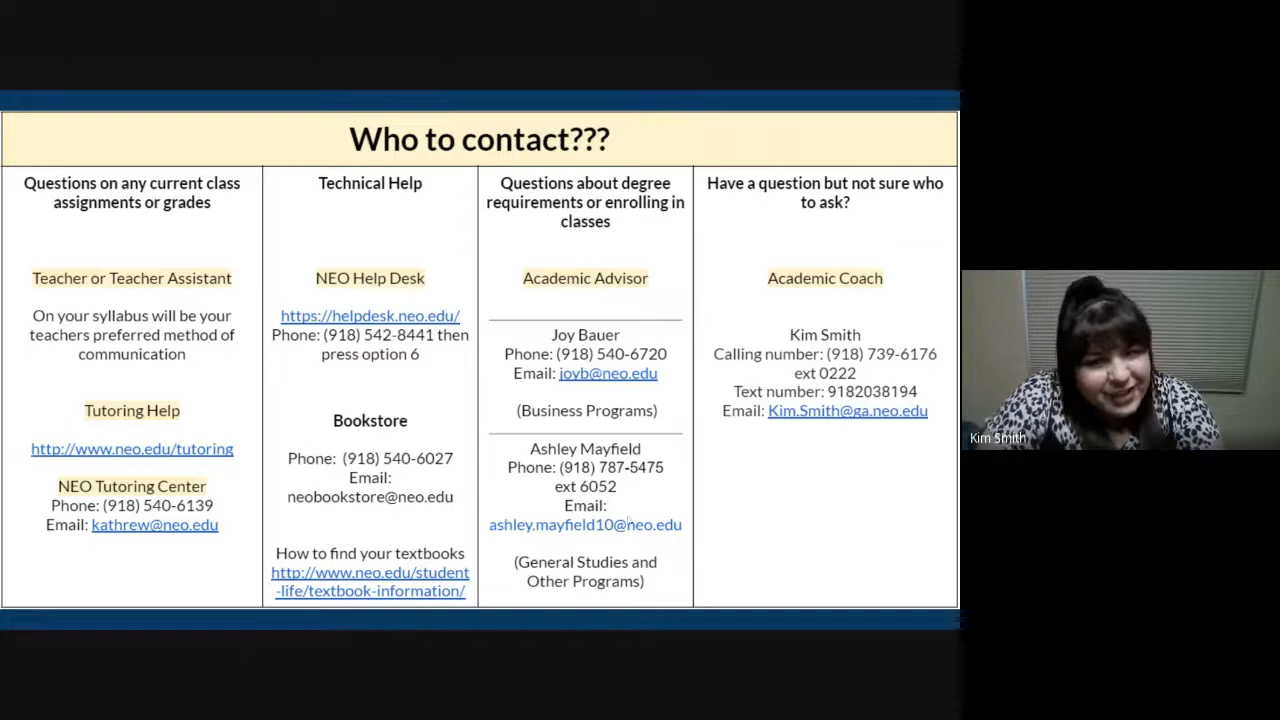 Who to contact???
Questions on any current class
assignments or grades
Teacher or Teacher Assistant
On your syllabus will be your
teachers preferred method of
communication
Tutoring Help
http://www.neo.edu/tutoring
NEO Tutoring Center
Phone: (918) 540-6139
Email: kathrew@neo.edu
Technical Help
NEO Help Desk
https://helpdesk.neo.edu/
Phone: (918) 542-8441 then
press option 6
Bookstore
Phone: (918) 540-6027
Email:
neobookstore@neo.edu
How to find your textbooks
http://www.neo.edu/student
-life/textbook-information/
Questions about degree
requirements or enrolling in
classes
Academic Advisor
Joy Bauer
Phone: (918) 540-6720
Email: joyb@neo.edu
(Business Programs)
Ashley Mayfield
Phone: (918) 787-5475
ext 6052
Email:
ashley.mayfield10@neo.edu
(General Studies and
Other Programs)
Have a question but not sure who
to ask?
Academic Coach
Kim Smith
Calling number: (918) 739-6176
ext 0222
Text number: 9182038194
Email: Kim.Smith@ga.neo.edu
Kim Smith